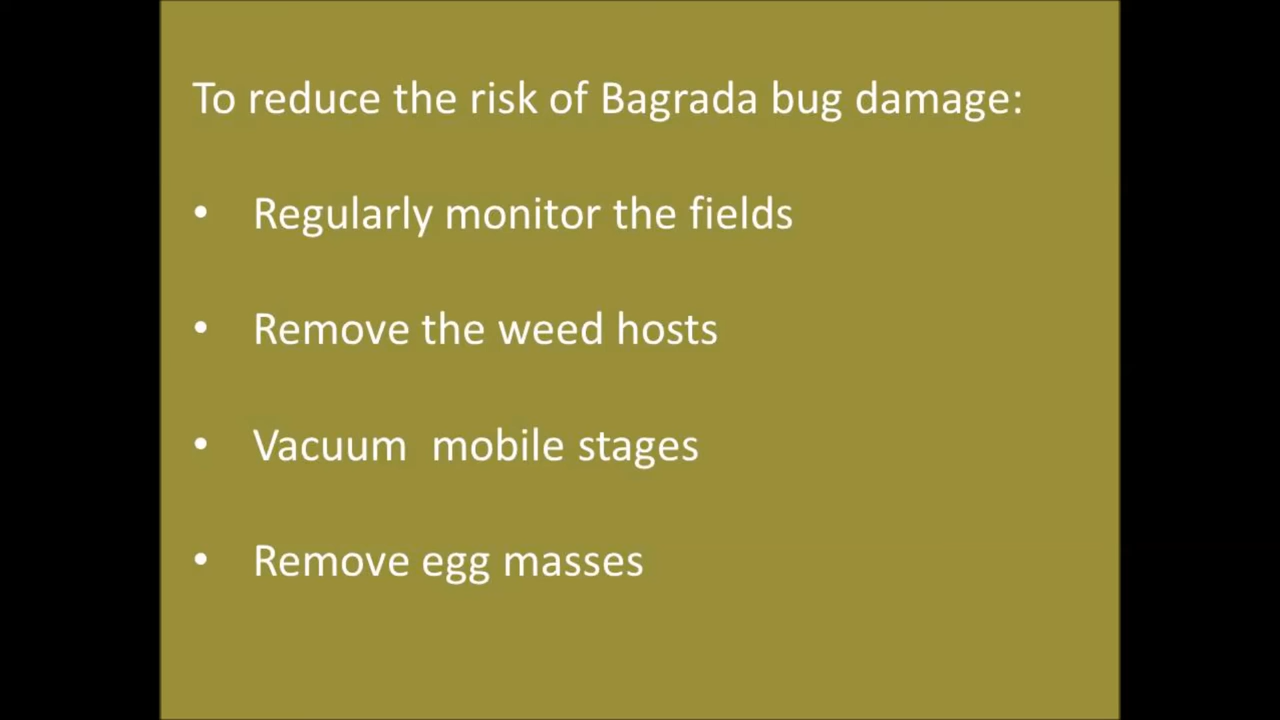 To reduce the risk of Bagrada bug damage:
• Regularly monitor the fields
• Remove the weed hosts
• Vacuum  mobile stages
• Remove egg masses